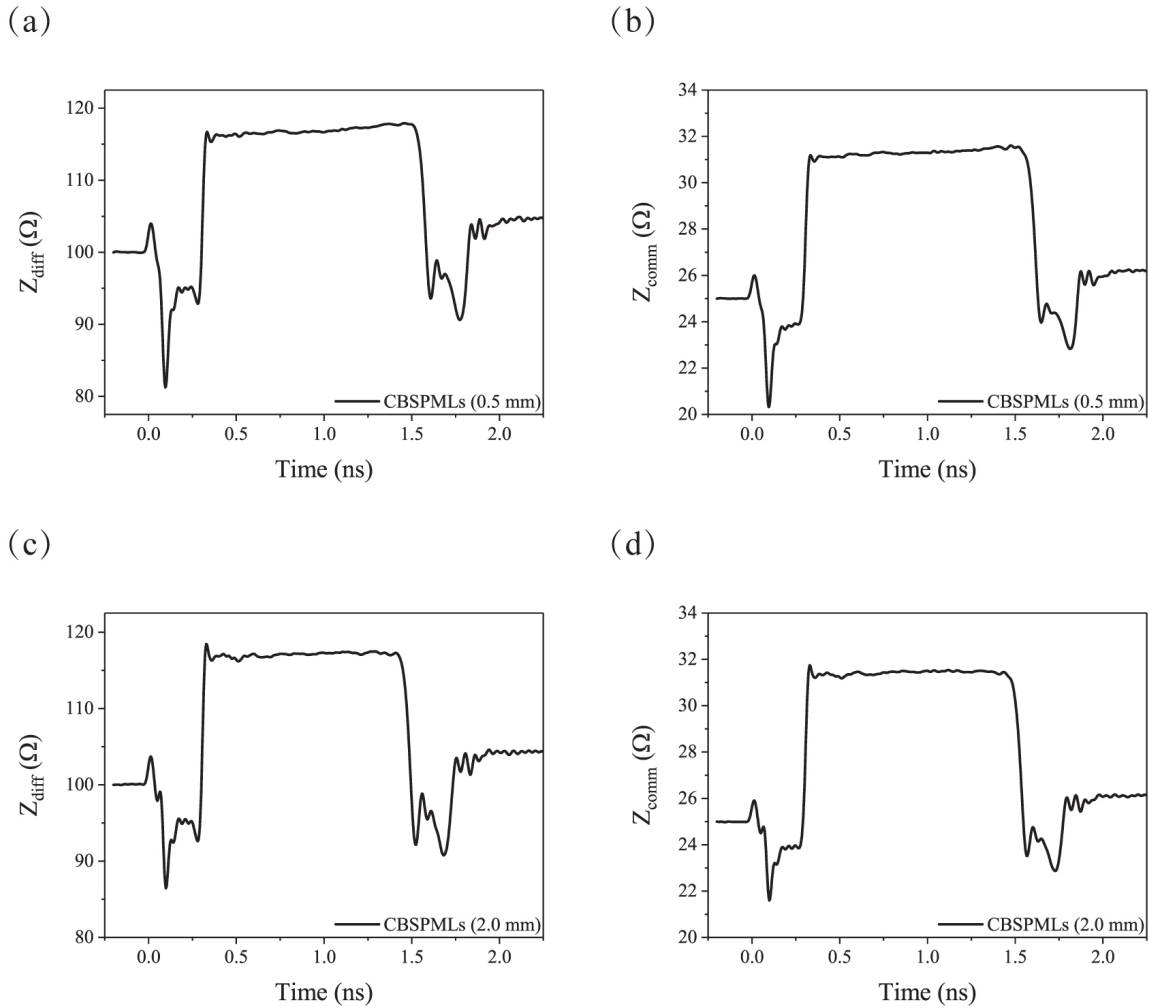 (a)
120
110
100
90
80
Z_diff (Ω)
0.0 0.5 1.0 1.5 2.0
Time (ns)
CBSPMLs (0.5 mm)
(b)
34
32
30
28
26
24
22
20
Z_comm (Ω)
0.0 0.5 1.0 1.5 2.0
Time (ns)
CBSPMLs (0.5 mm)
(c)
120
110
100
90
80
Z_diff (Ω)
0.0 0.5 1.0 1.5 2.0
Time (ns)
CBSPMLs (2.0 mm)
(d)
34
32
30
28
26
24
22
20
Z_comm (Ω)
0.0 0.5 1.0 1.5 2.0
Time (ns)
CBSPMLs (2.0 mm)